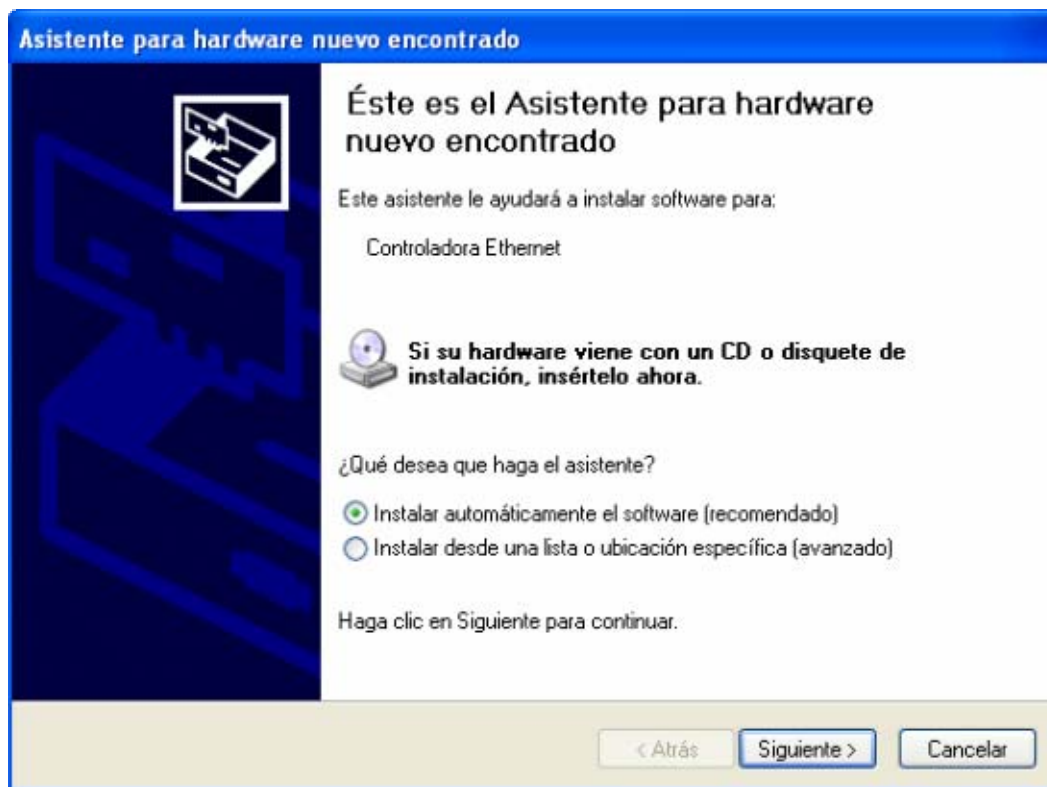 Asistente para hardware nuevo encontrado
Éste es el Asistente para hardware
nuevo encontrado
Este asistente le ayudará a instalar software para:
Controladora Ethernet
Si su hardware viene con un CD o disquete de
instalación, insértelo ahora.
¿Qué desea que haga el asistente?
Instalar automáticamente el software (recomendado)
Instalar desde una lista o ubicación específica (avanzado)
Haga clic en Siguiente para continuar.
< Atrás Siguiente > Cancelar